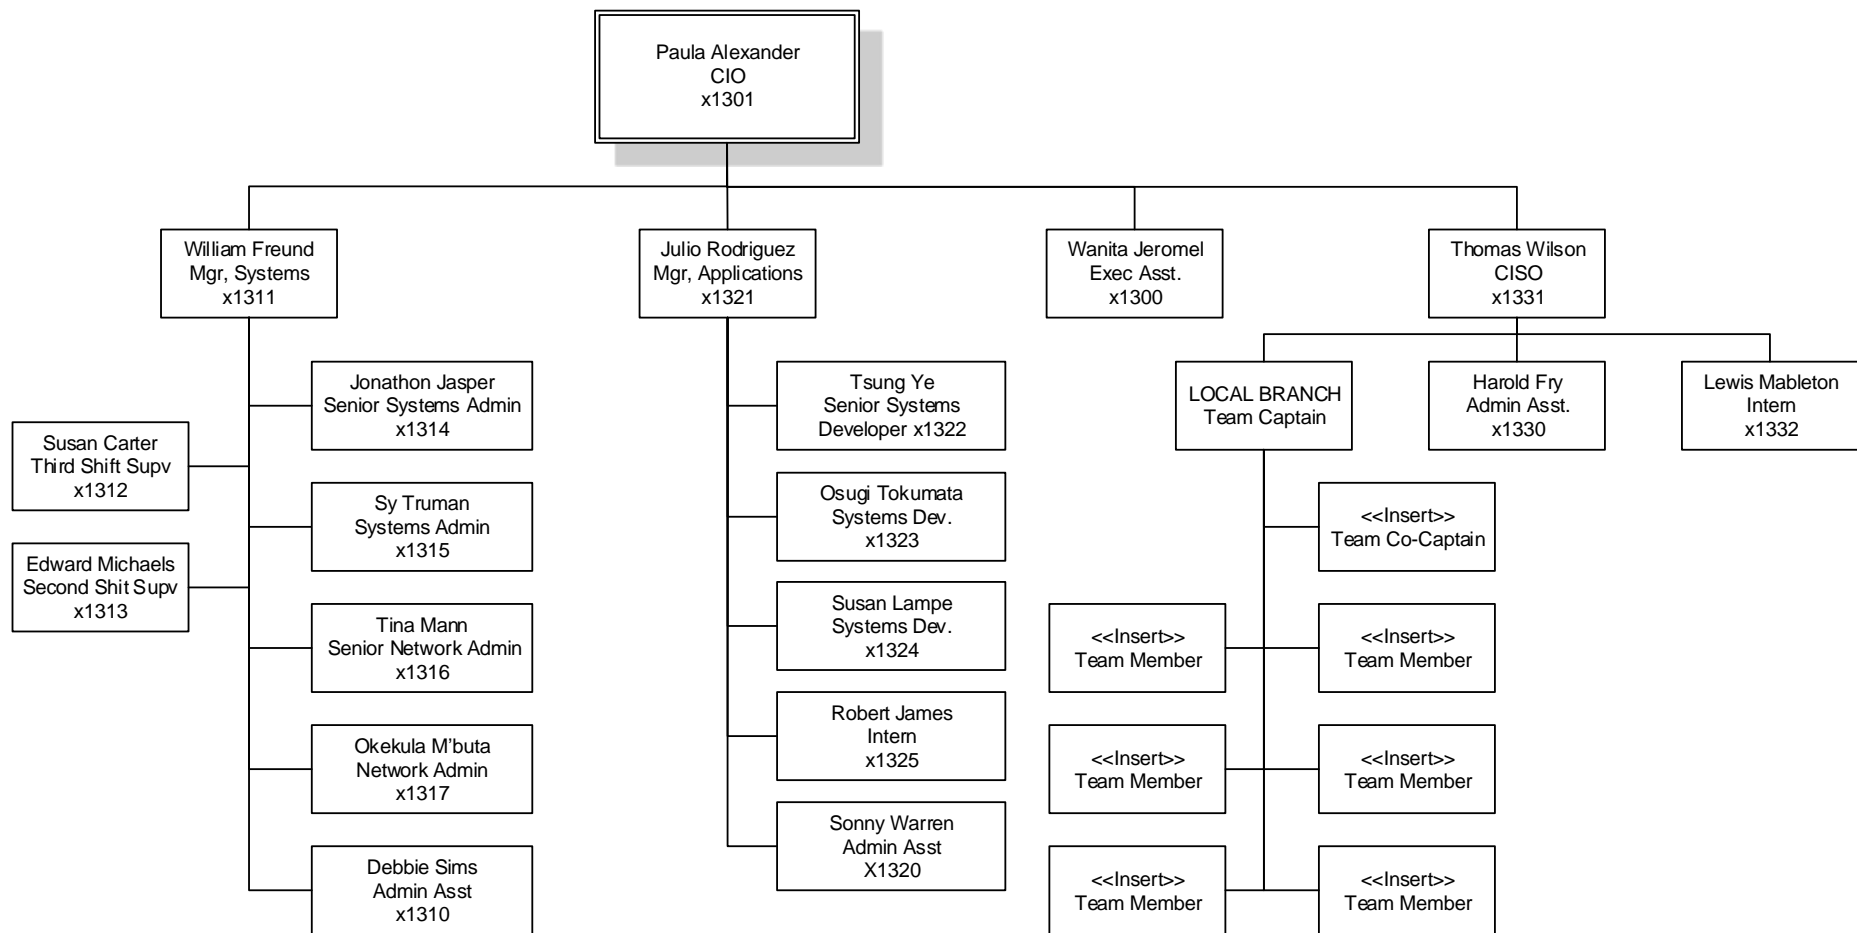 Paula Alexander
CIO
x1301
William Freund
Mgr, Systems
x1311
Julio Rodriguez
Mgr, Applications
x1321
Wanita Jeromel
Exec Asst.
x1300
Thomas Wilson
CISO
x1331
Susan Carter
Third Shift Supv
x1312
Edward Michaels
Second Shit Supv
x1313
Jonathon Jasper
Senior Systems Admin
x1314
Sy Truman
Systems Admin
x1315
Tina Mann
Senior Network Admin
x1316
Okekula M’buta
Network Admin
x1317
Debbie Sims
Admin Asst
x1310
Tsung Ye
Senior Systems
Developer x1322
Osugi Tokumata
Systems Dev.
x1323
Susan Lampe
Systems Dev.
x1324
Robert James
Intern
x1325
Sonny Warren
Admin Asst
X1320
LOCAL BRANCH
Team Captain
Harold Fry
Admin Asst.
x1330
Lewis Mableton
Intern
x1332
<<Insert>>
Team Co-Captain
<<Insert>>
Team Member
<<Insert>>
Team Member
<<Insert>>
Team Member
<<Insert>>
Team Member
<<Insert>>
Team Member
<<Insert>>
Team Member